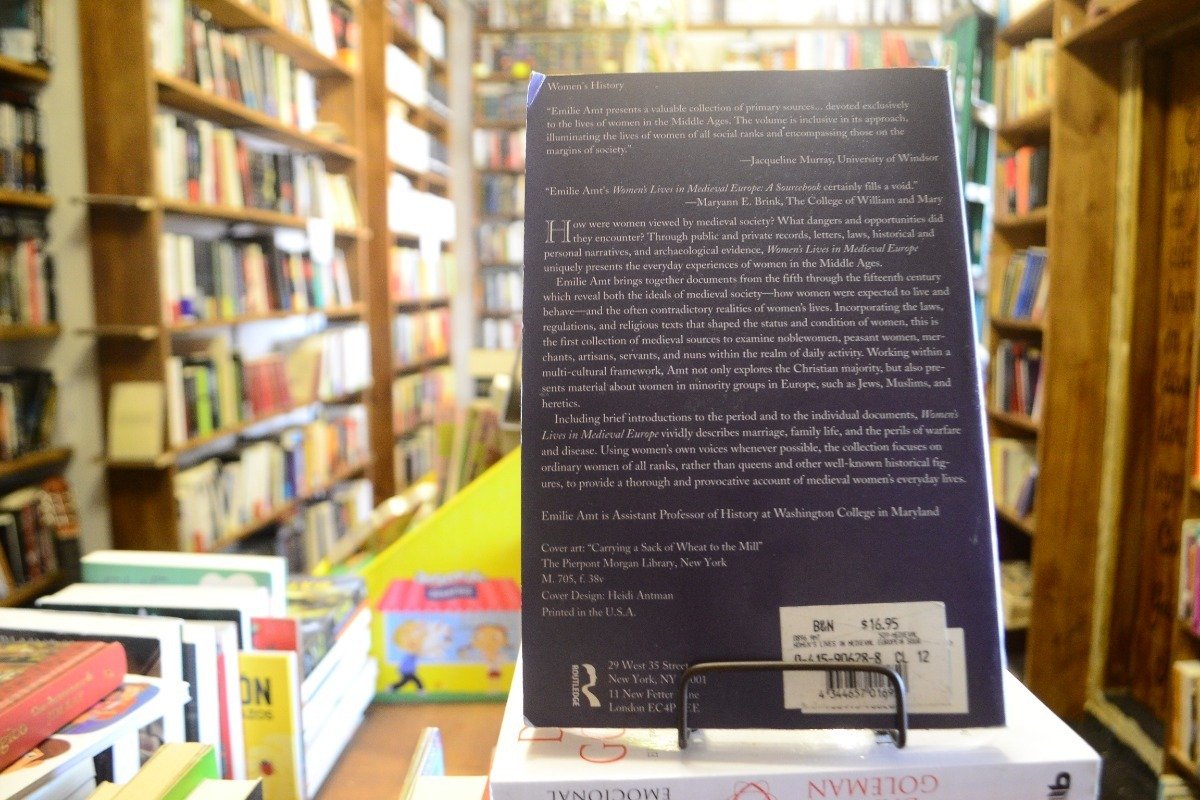 Women's History
"Emilie Amt presents a valuable collection of primary sources... devoted exclusively
to the lives of women in the Middle Ages. The volume is inclusive in its approach,
illuminating the lives of women of all social ranks and encompassing those on the
margins of society."
—Jacqueline Murray, University of Windsor
"Emilie Amt's Women's Lives in Medieval Europe: A Sourcebook certainly fills a void."
—Maryann E. Brink, The College of William and Mary
How were women viewed by medieval society? What dangers and opportunities did
they encounter? Through public and private records, letters, laws, historical and
personal narratives, and archaeological evidence, Women's Lives in Medieval Europe
uniquely presents the everyday experiences of women in the Middle Ages.
Emilie Amt brings together documents from the fifth through the fifteenth century
which reveal both the ideals of medieval society—how women were expected to live and
behave—and the often contradictory realities of women's lives. Incorporating the laws,
regulations, and religious texts that shaped the status and condition of women, this is
the first collection of medieval sources to examine noblewomen, peasant women, mer-
chants, artisans, servants, and nuns within the realm of daily activity. Working within a
multi-cultural framework, Amt not only explores the Christian majority, but also pre-
sents material about women in minority groups in Europe, such as Jews, Muslims, and
heretics.
Including brief introductions to the period and to the individual documents, Women's
Lives in Medieval Europe vividly describes marriage, family life, and the perils of warfare
and disease. Using women's own voices whenever possible, the collection focuses on
ordinary women of all ranks, rather than queens and other well-known historical fig-
ures, to provide a thorough and provocative account of medieval women's everyday lives.
Emilie Amt is Assistant Professor of History at Washington College in Maryland
Cover art: "Carrying a Sack of Wheat to the Mill"
The Pierpont Morgan Library, New York
M. 705, f. 38v
Cover Design: Heidi Antman
Printed in the U.S.A.
B&N $16.95
0-415-90628-8 CL 12
ROUTLEDGE
29 West 35 Street
New York, NY
11 New Fetter
London
GOLEMAN
EMOCIONAL